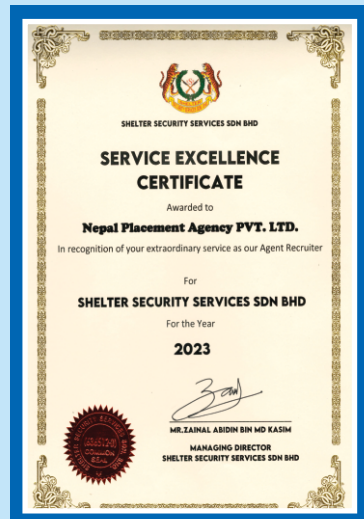 SHELTER SECURITY SERVICES SDN BHD
SERVICE EXCELLENCE
CERTIFICATE
Awarded to
Nepal Placement Agency PVT. LTD.
In recognition of your extraordinary service as our Agent Recruiter
For
SHELTER SECURITY SERVICES SDN BHD
For the Year
2023
MR.ZAINAL ABIDIN BIN MD KASIM
MANAGING DIRECTOR
SHELTER SECURITY SERVICES SDN BHD
COMMON
SEAL